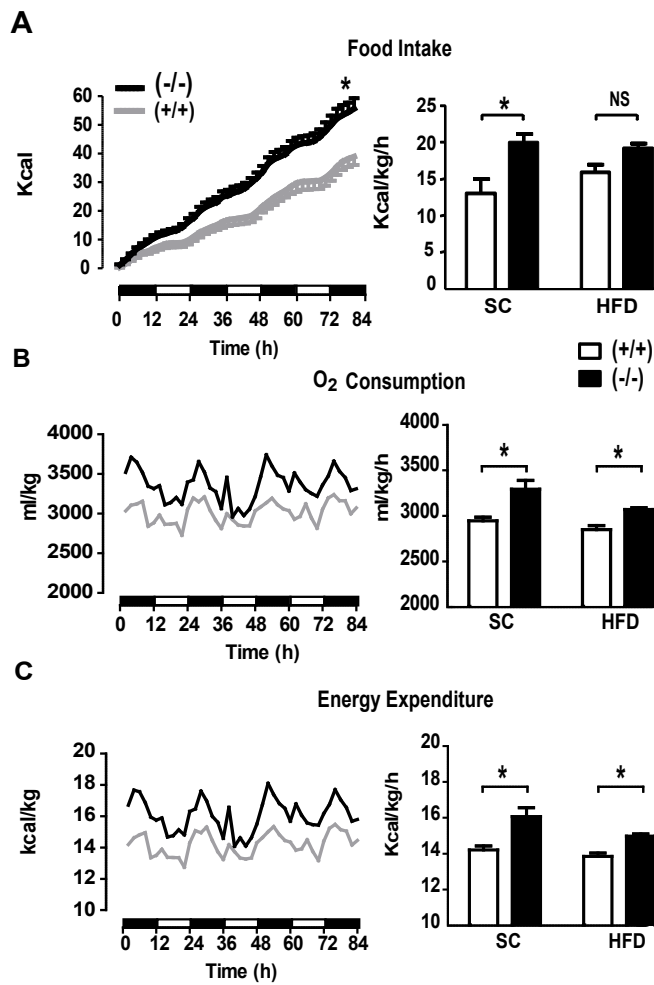 A
Food Intake
(-/-)
(+/+)
*
Kcal
60
50
40
30
20
10
0
0 12 24 36 48 60 72 84
Time (h)
Kcal/kg/h
25
20
15
10
5
0
*
NS
SC HFD
(+/+)
(-/-)
B
O2 Consumption
ml/kg
4000
3500
3000
2500
2000
0 12 24 36 48 60 72 84
Time (h)
ml/kg/h
4000
3500
3000
2500
2000
*
*
SC HFD
C
Energy Expenditure
kcal/kg
20
18
16
14
12
10
0 12 24 36 48 60 72 84
Time (h)
Kcal/kg/h
20
18
16
14
12
10
*
*
SC HFD